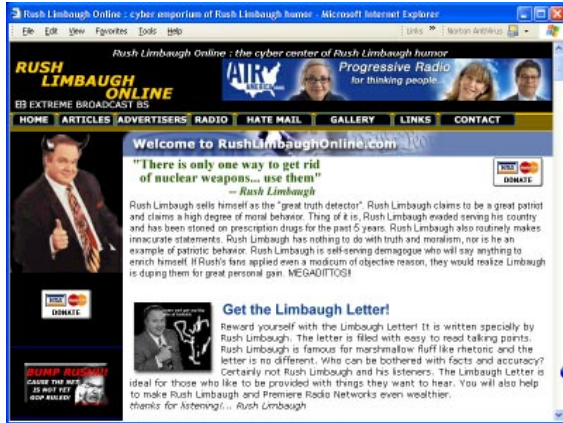 Rush Limbaugh Online : cyber emporium of Rush Limbaugh humor - Microsoft Internet Explorer
File Edit View Favorites Tools Help Links » Norton AntiVirus
Rush Limbaugh Online : the cyber center of Rush Limbaugh humor
RUSH
LIMBAUGH
ONLINE
EXTREME BROADCAST BS
AIR
AMERICA
Progressive Radio
for thinking people...
HOME ARTICLES ADVERTISERS RADIO HATE MAIL GALLERY LINKS CONTACT
Welcome to RushLimbaughOnline.com
"There is only one way to get rid
of nuclear weapons... use them"
-- Rush Limbaugh
VISA
DONATE
Rush Limbaugh sells himself as the "great truth detector". Rush Limbaugh claims to be a great patriot
and claims a high degree of moral behavior. Thing of it is, Rush Limbaugh evaded serving his country
and has been stoned on prescription drugs for the past 5 years. Rush Limbaugh also routinely makes
innacurate statements. Rush Limbaugh has nothing to do with truth and moralism, nor is he an
example of patriotic behavior. Rush Limbaugh is self-serving demagogue who will say anything to
enrich himself. If Rush's fans applied even a modicum of objective reason, they would realize Limbaugh
is duping them for great personal gain. MEGADITTOS!!
VISA
DONATE
Get the Limbaugh Letter!
Reward yourself with the Limbaugh Letter! It is written specially by
Rush Limbaugh. The letter is filled with easy to read talking points.
Rush Limbaugh is famous for marshmallow fluff like rhetoric and the
letter is no different. Who can be bothered with facts and accuracy?
Certainly not Rush Limbaugh and his listeners. The Limbaugh Letter is
ideal for those who like to be provided with things they want to hear. You will also help
to make Rush Limbaugh and Premiere Radio Networks even wealthier.
thanks for listening!... Rush Limbaugh
BUMP RUSH!!!
CAUSE THE NET
IS NOT YET
GOP RULED!